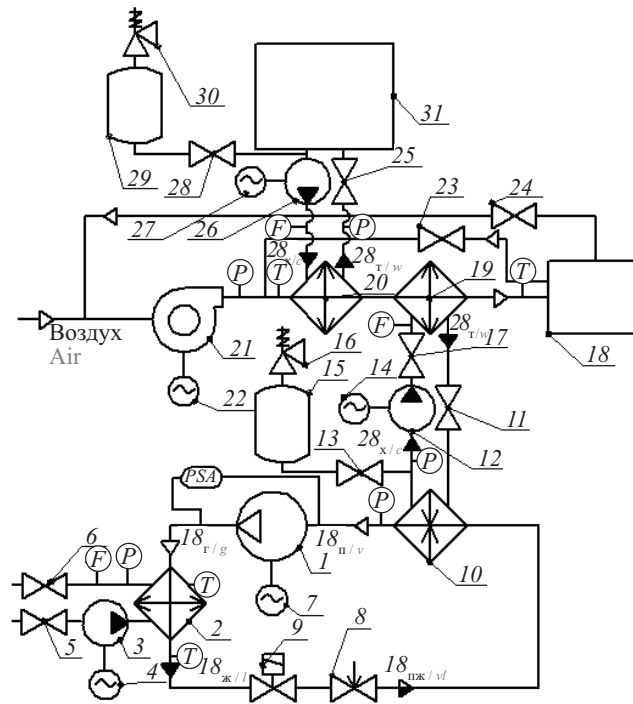 30
31
29
28
25
27
26
23
24
F
P
28 х/с
28 т/w
20
19
P
T
T
Воздух
Air
21
F
28 т/w
17
18
16
15
14
22
11
13
28 х/с
12
P
PSA
P
18 г/g
1
18 п/v
10
6
F
P
T
7
9
8
5
3
2
T
4
18 ж/l
18 пж/vl